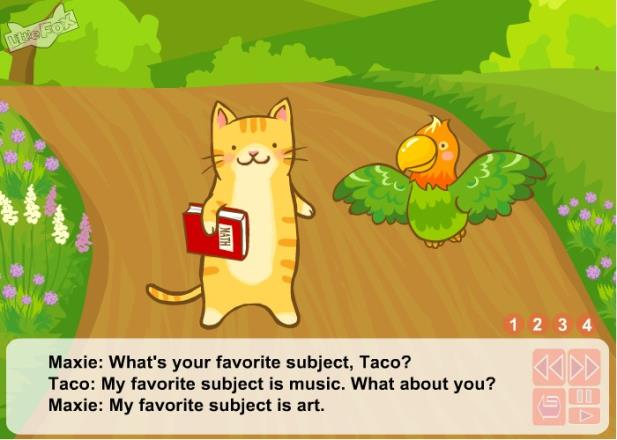 Little Fox
MATH
1 2 3 4
Maxie: What's your favorite subject, Taco?
Taco: My favorite subject is music. What about you?
Maxie: My favorite subject is art.